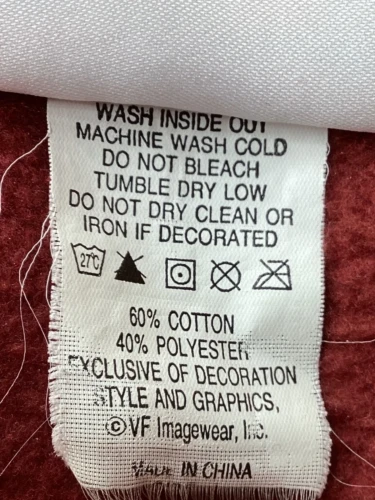 WASH INSIDE OUT
MACHINE WASH COLD
DO NOT BLEACH
TUMBLE DRY LOW
DO NOT DRY CLEAN OR
IRON IF DECORATED
27°C
60% COTTON
40% POLYESTER
EXCLUSIVE OF DECORATION
STYLE AND GRAPHICS,
©VF Imagewear, Inc.
MADE IN CHINA